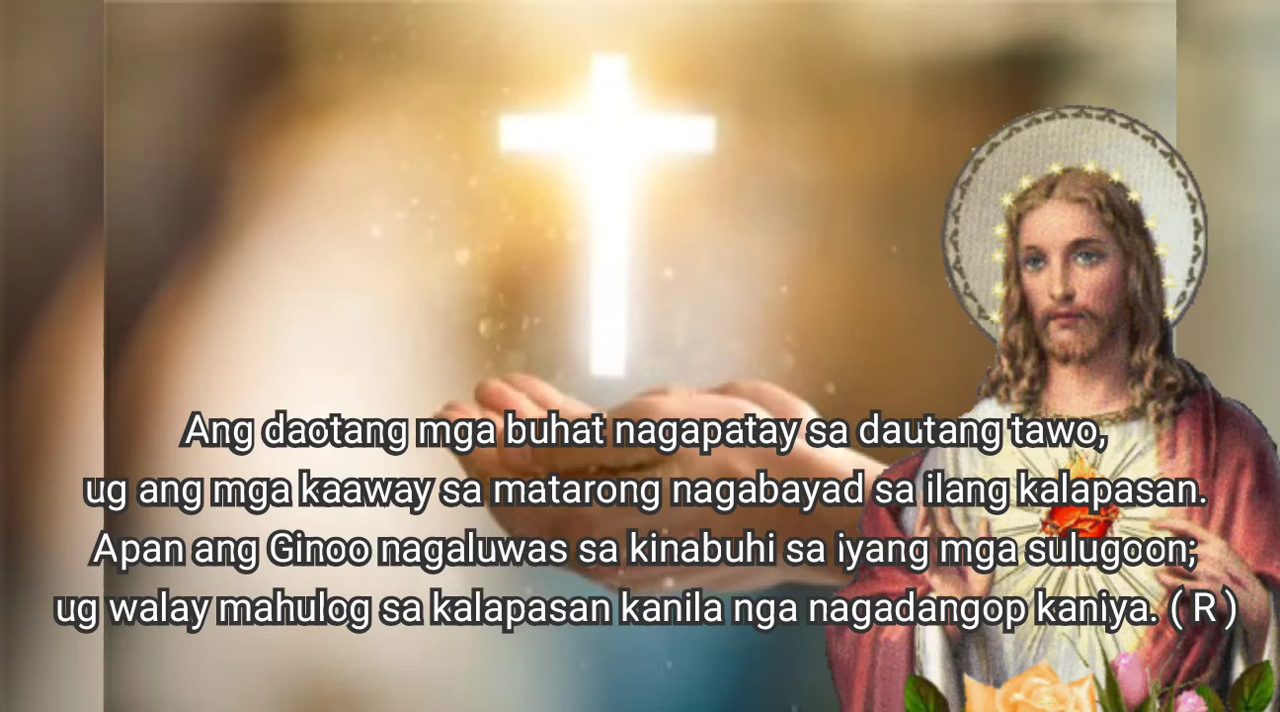 Ang daotang mga buhat nagapatay sa dautang tawo,
ug ang mga kaaway sa matarong nagabayad sa ilang kalapasan.
Apan ang Ginoo nagaluwas sa kinabuhi sa iyang mga sulugoon;
ug walay mahulog sa kalapasan kanila nga nagadangop kaniya. ( R )